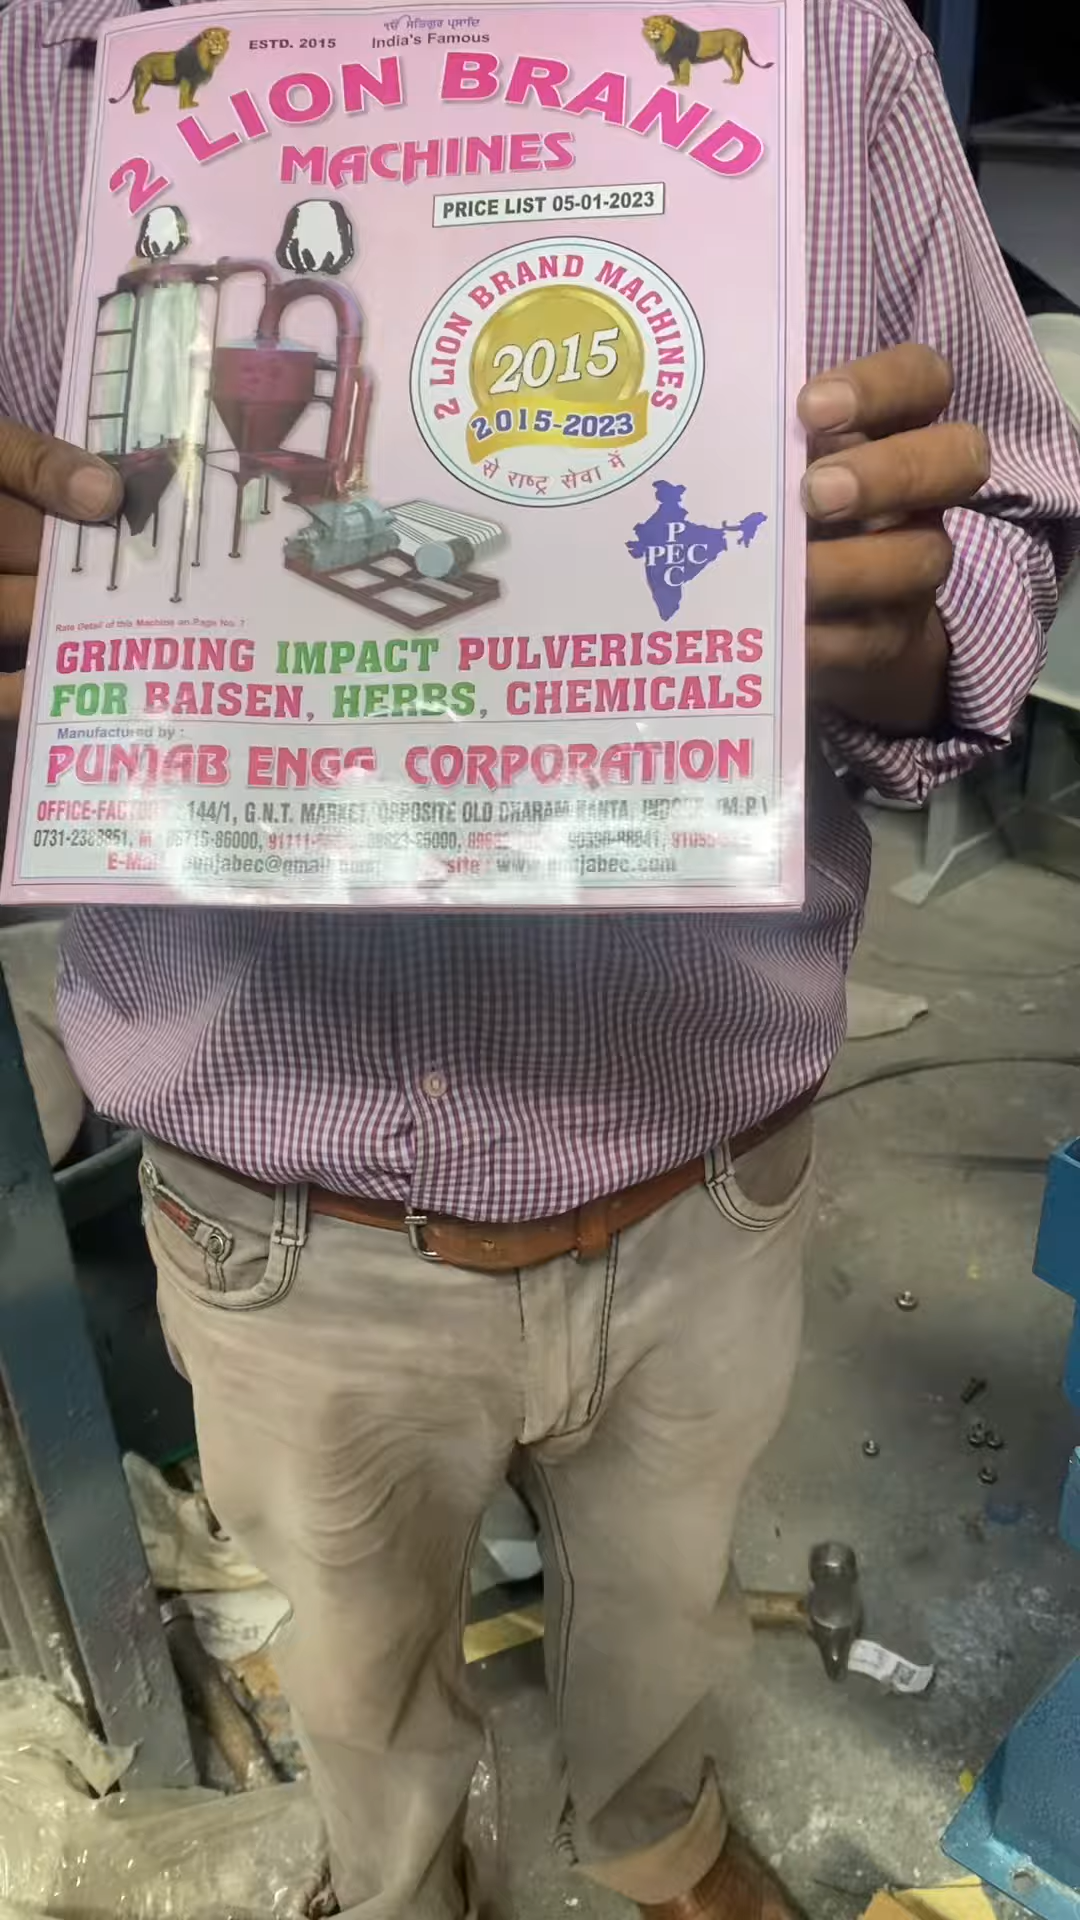 ੴ ਸਤਿਗੁਰ ਪ੍ਰਸਾਦਿ
ESTD. 2015
India's Famous
2 LION BRAND
MACHINES
PRICE LIST 05-01-2023
2 LION BRAND MACHINES
2015
2015-2023
से राष्ट्र सेवा में
P
PEC
C
Rate Detail of this Machine on Page No. 7
GRINDING IMPACT PULVERISERS
FOR BAISEN, HERBS, CHEMICALS
Manufactured by :
PUNJAB ENGG. CORPORATION
144/1, G.N.T. MARKET, OPPOSITE OLD DHARAM KANTA, INDORE (M.P.)